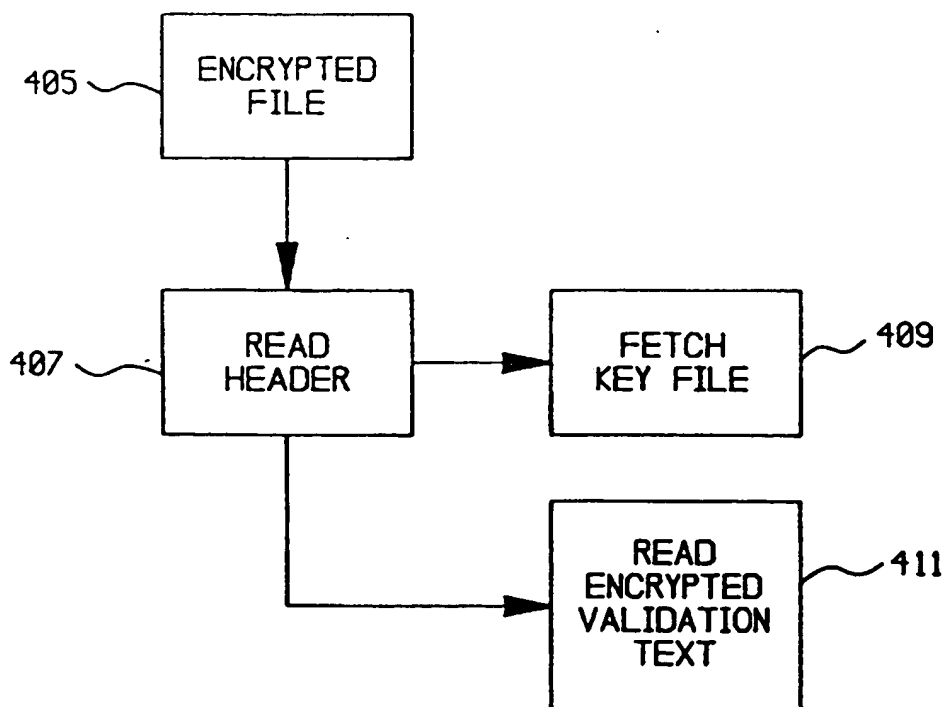 405
ENCRYPTED
FILE
407
READ
HEADER
FETCH
KEY FILE
409
READ
ENCRYPTED
VALIDATION
TEXT
411